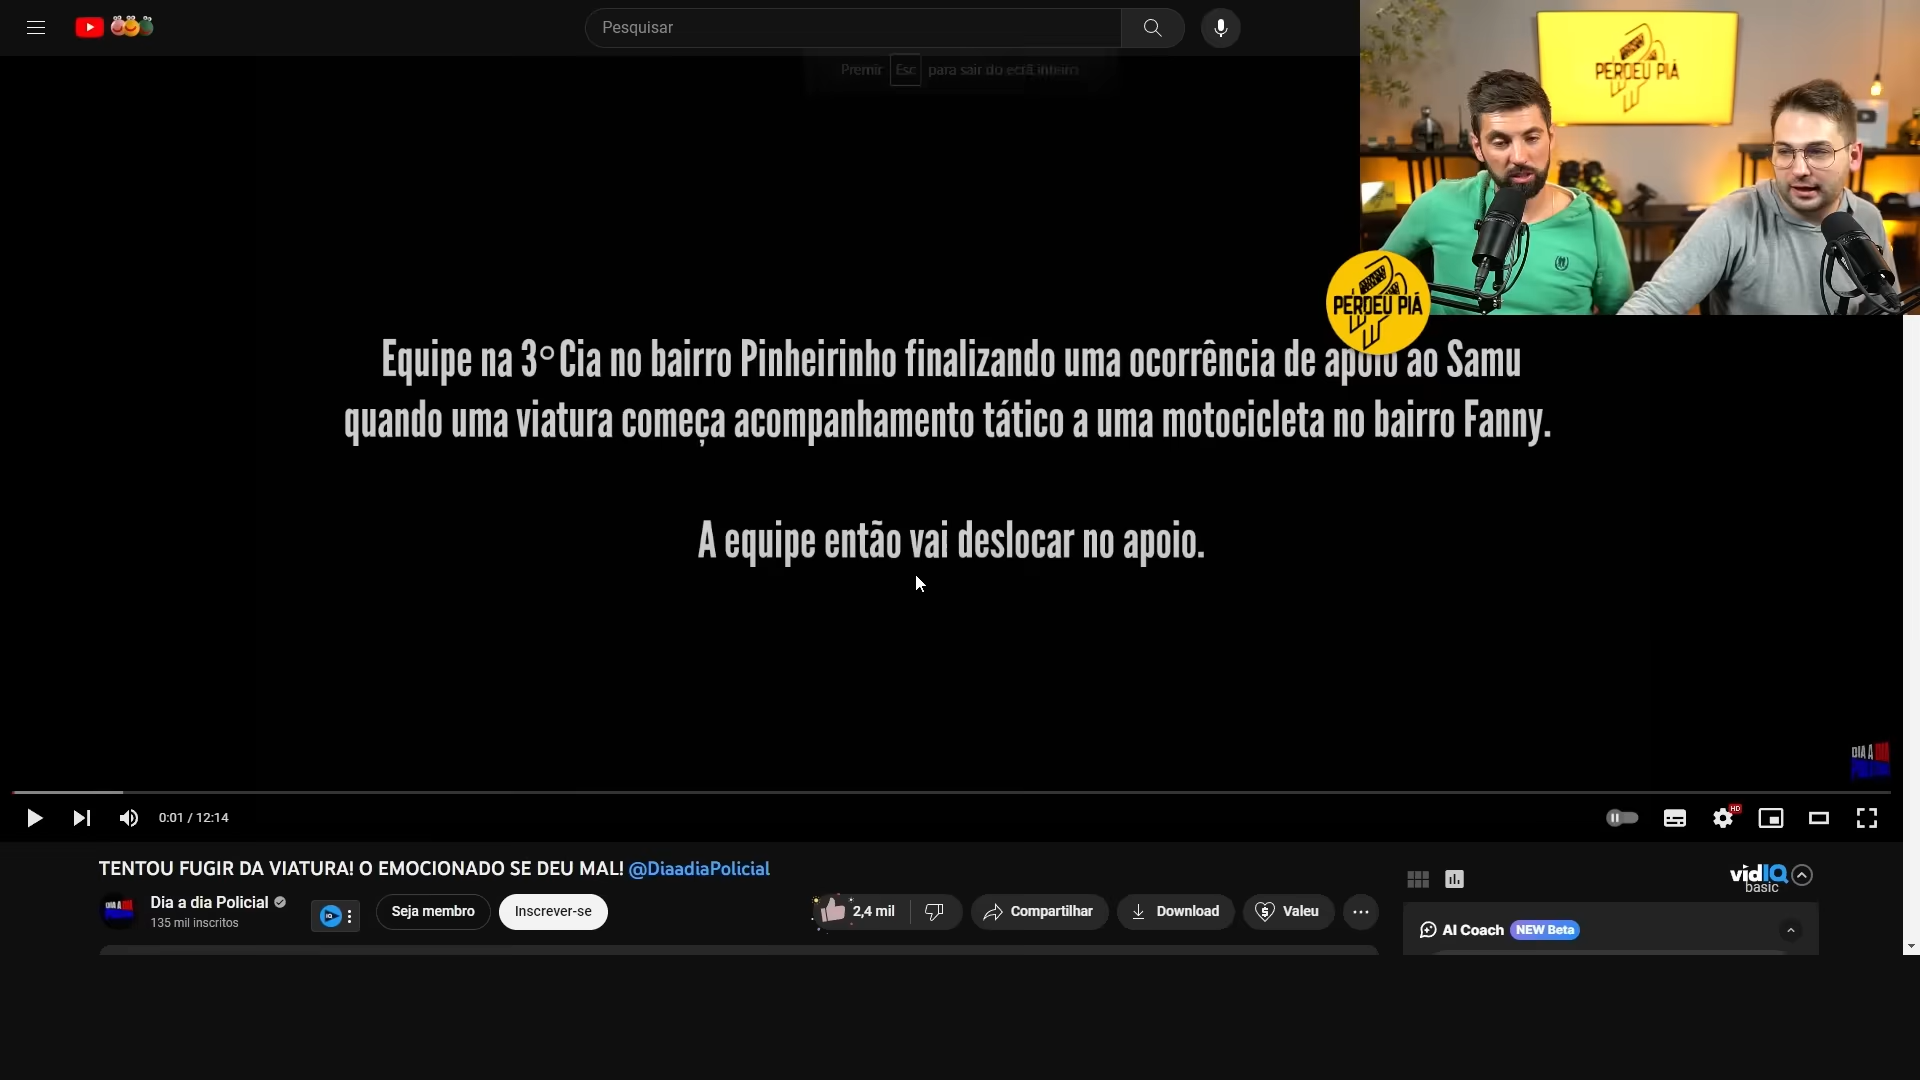 Pesquisar
Premir Esc para sair do ecrã inteiro
PERDEU PIÁ
PERDEU PIÁ
Equipe na 3°Cia no bairro Pinheirinho finalizando uma ocorrência de apoio ao Samu
quando uma viatura começa acompanhamento tático a uma motocicleta no bairro Fanny.
A equipe então vai deslocar no apoio.
DIA A DIA
POLICIAL
0:01 / 12:14
HD
TENTOU FUGIR DA VIATURA! O EMOCIONADO SE DEU MAL! @DiaadiaPolicial
Dia a dia Policial
135 mil inscritos
Seja membro
Inscrever-se
2,4 mil
Compartilhar
Download
Valeu
vidIQ
basic
AI Coach NEW Beta